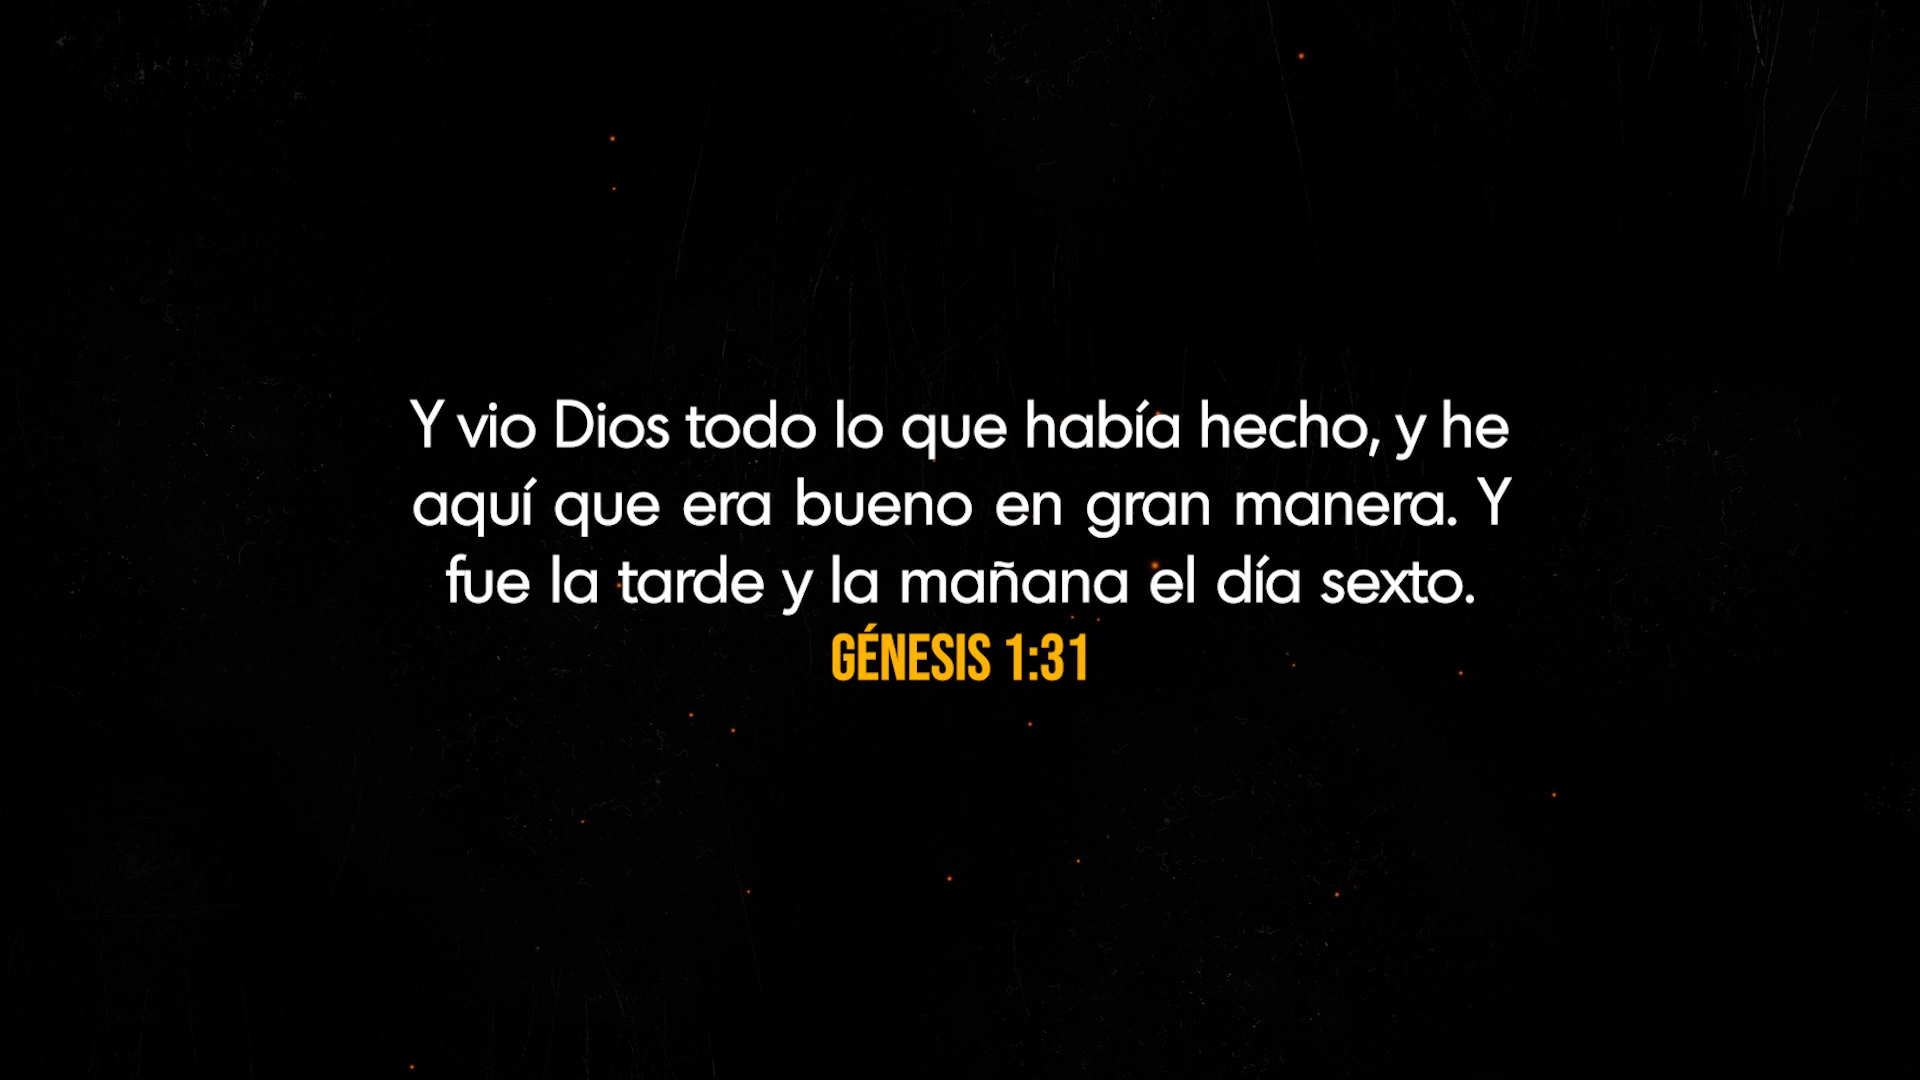 Y vio Dios todo lo que había hecho, y he
aquí que era bueno en gran manera. Y
fue la tarde y la mañana el día sexto.
GÉNESIS 1:31